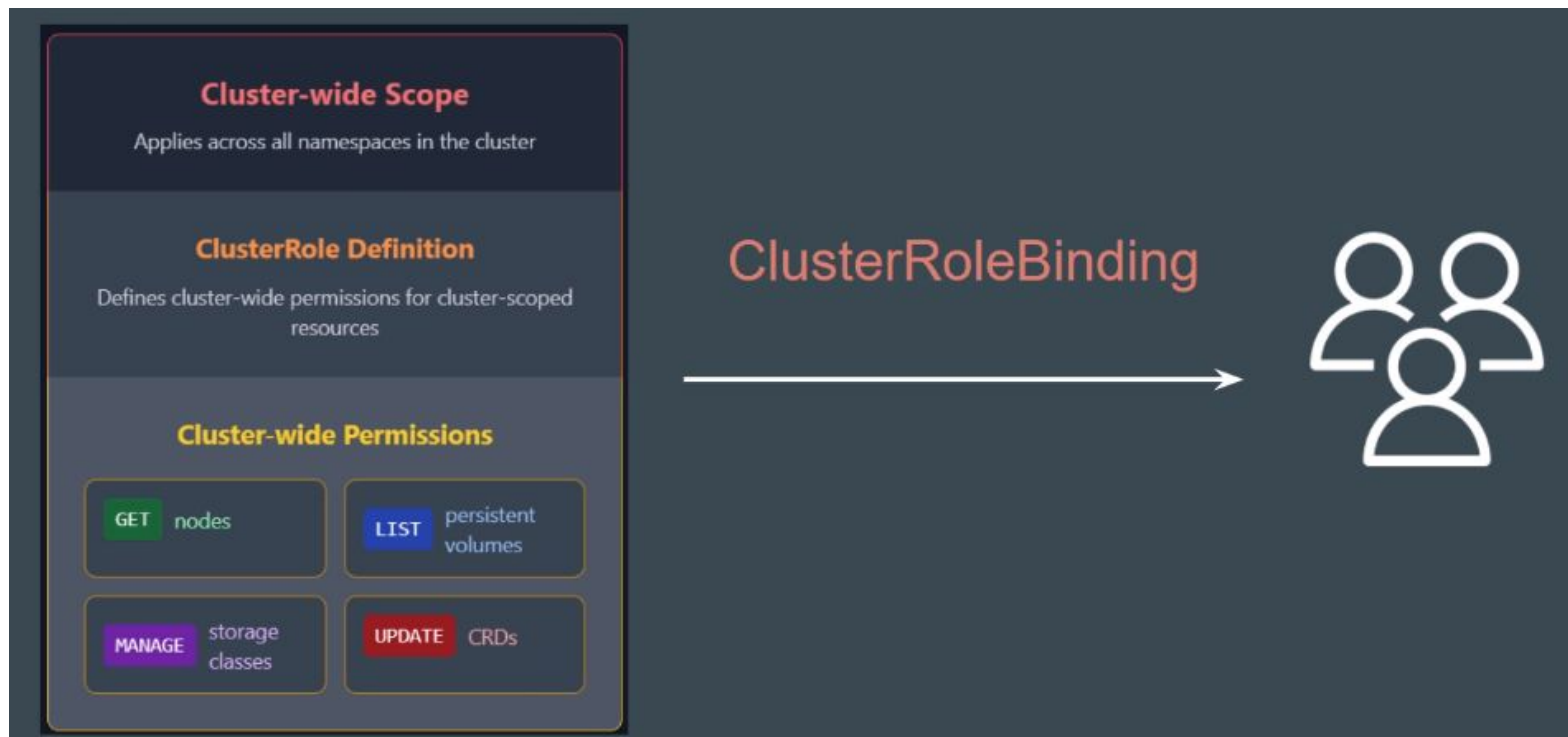 Cluster-wide Scope
Applies across all namespaces in the cluster
ClusterRole Definition
Defines cluster-wide permissions for cluster-scoped
resources
Cluster-wide Permissions
GET nodes
LIST persistent
volumes
MANAGE storage
classes
UPDATE CRDs
ClusterRoleBinding